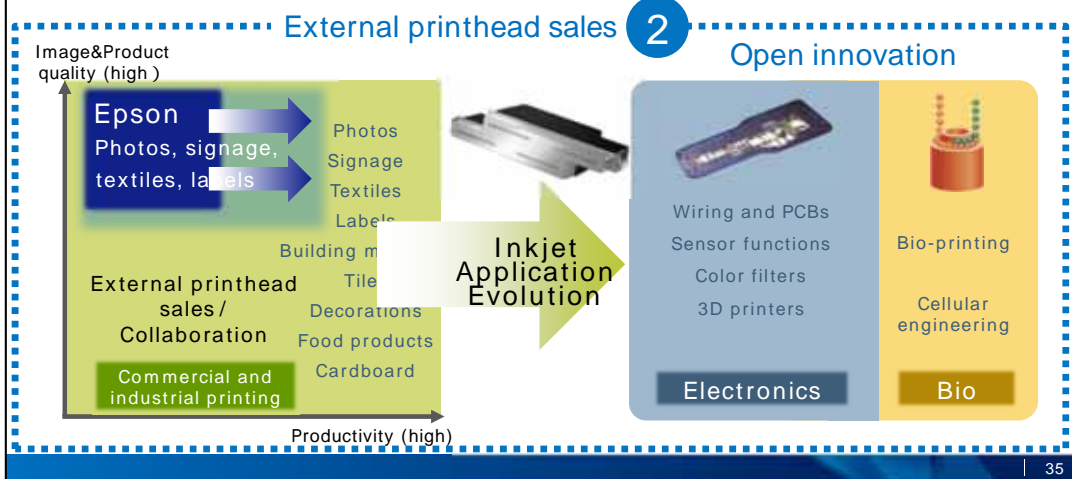 External printhead sales
2
Open innovation
Image&Product
quality (high)
Epson
Photos, signage,
textiles, labels
Photos
Signage
Textiles
Labels
Building m
Tile
Decorations
Food products
Cardboard
External printhead
sales /
Collaboration
Commercial and
industrial printing
Productivity (high)
Inkjet
Application
Evolution
Wiring and PCBs
Sensor functions
Color filters
3D printers
Electronics
Bio-printing
Cellular
engineering
Bio
35